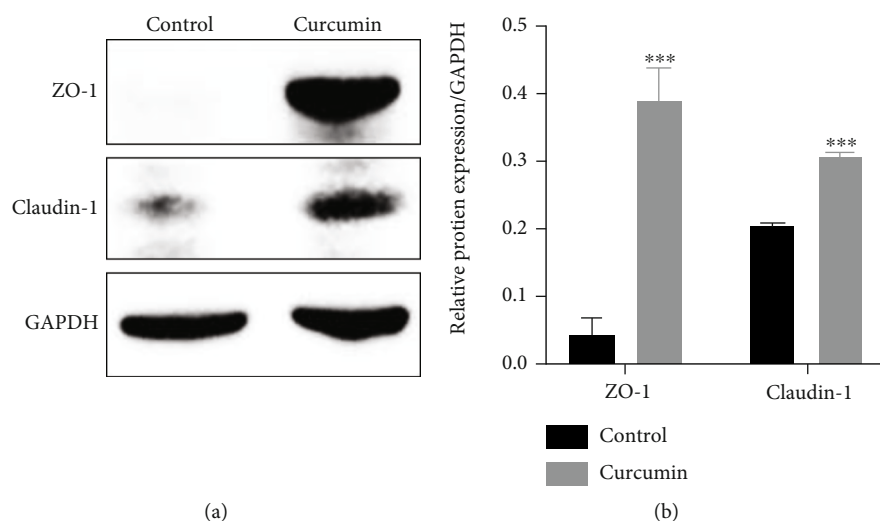 Control Curcumin
ZO-1
Claudin-1
GAPDH
(a)
Relative protien expression/GAPDH
0.5
0.4
0.3
0.2
0.1
0.0
***
***
ZO-1 Claudin-1
Control
Curcumin
(b)